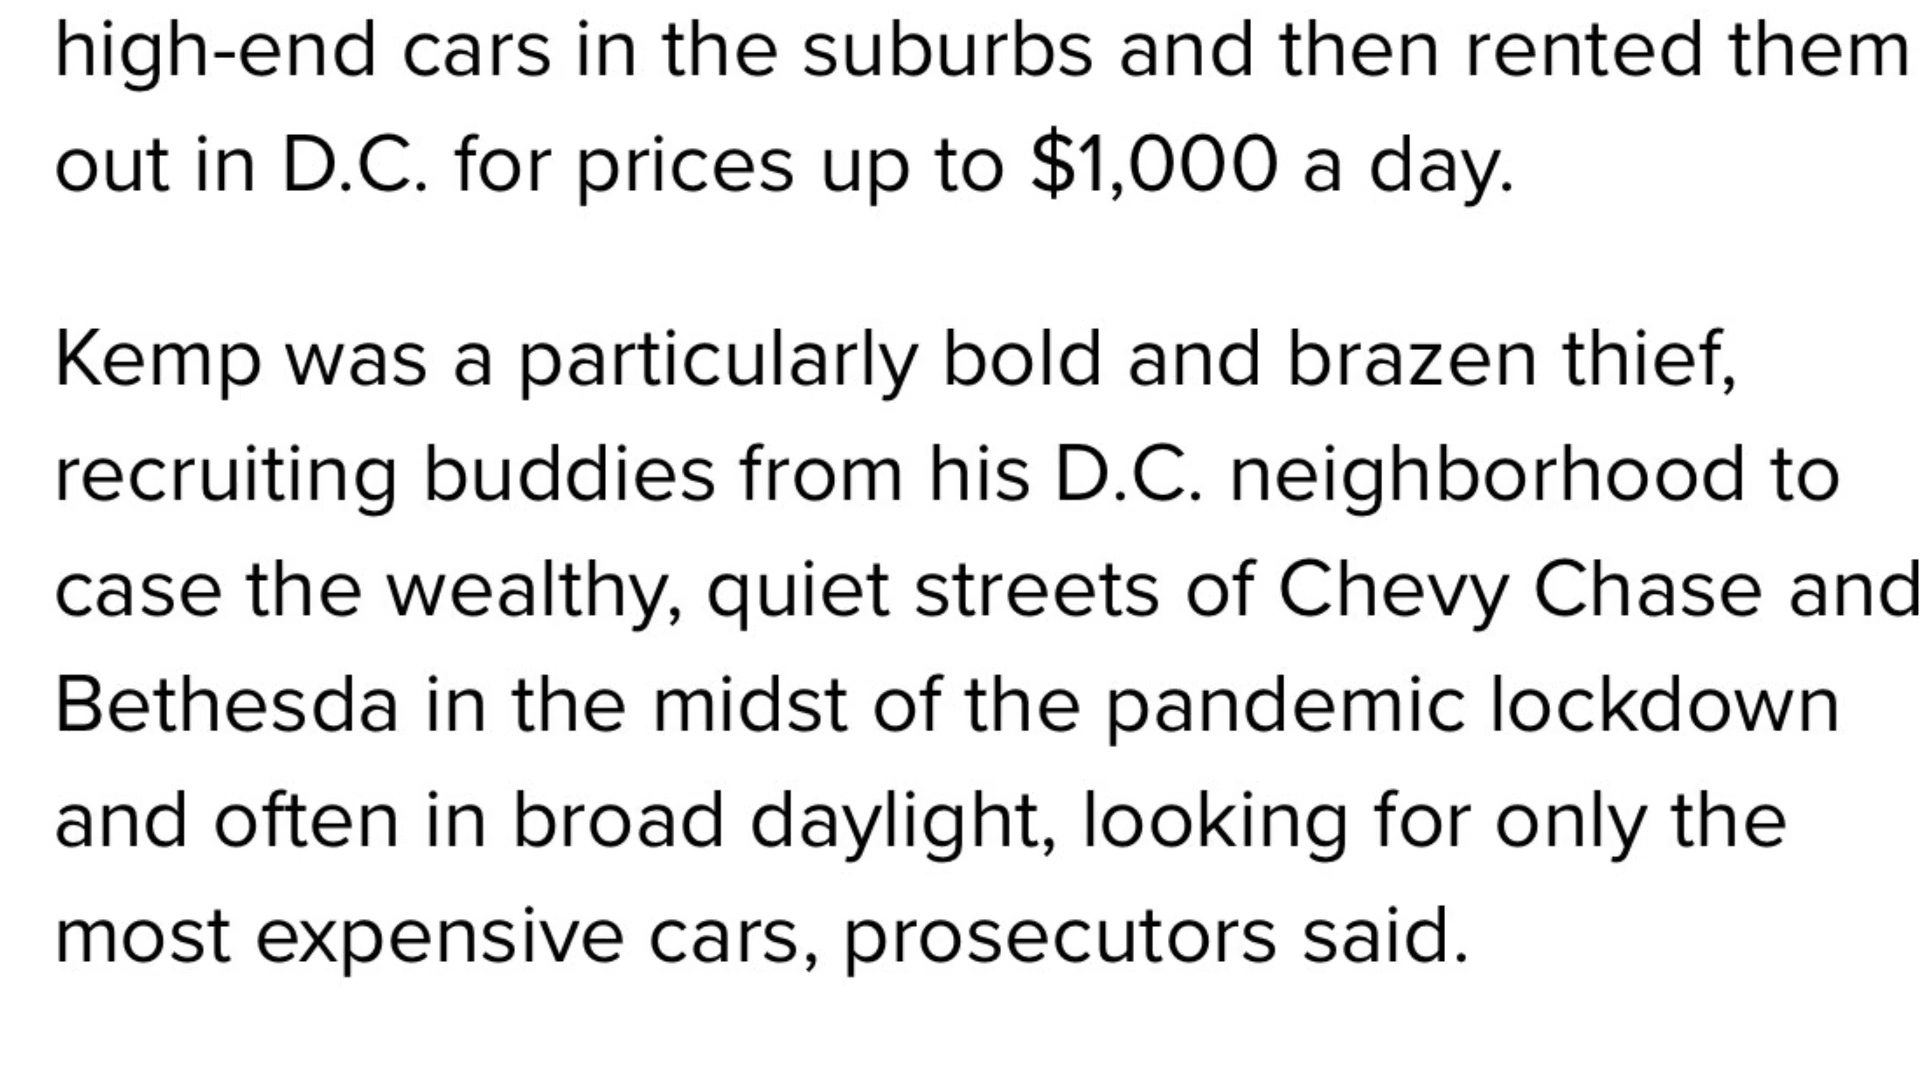 high-end cars in the suburbs and then rented them
out in D.C. for prices up to $1,000 a day.
Kemp was a particularly bold and brazen thief,
recruiting buddies from his D.C. neighborhood to
case the wealthy, quiet streets of Chevy Chase and
Bethesda in the midst of the pandemic lockdown
and often in broad daylight, looking for only the
most expensive cars, prosecutors said.